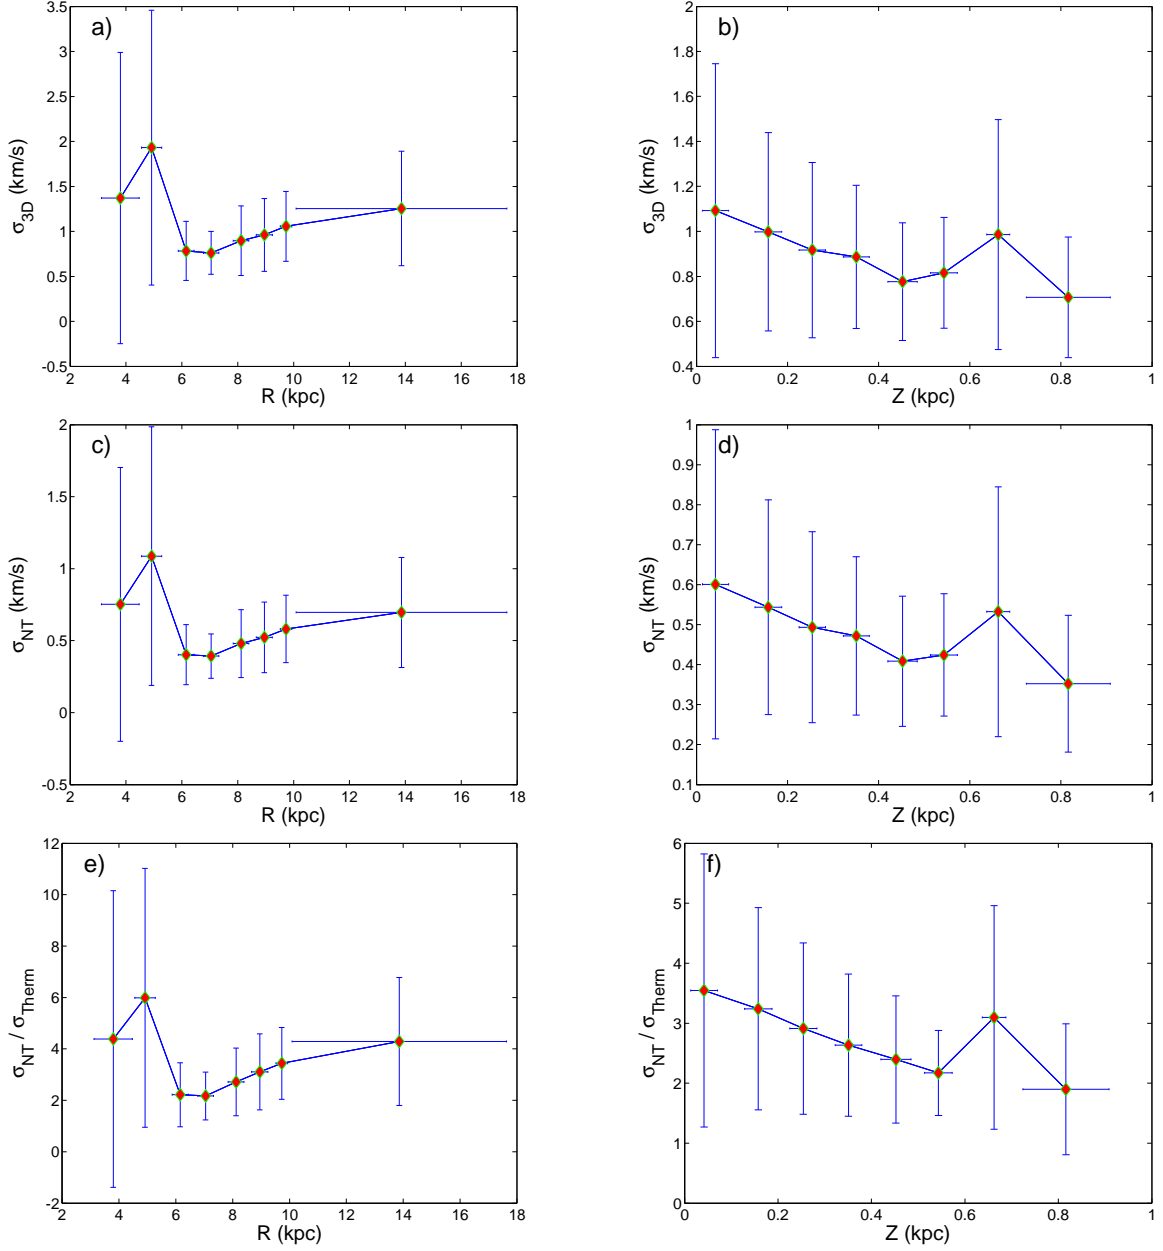 a)
3.5
3
2.5
2
1.5
1
0.5
0
-0.5
σ3D (km/s)
2 4 6 8 10 12 14 16 18
R (kpc)
b)
2
1.8
1.6
1.4
1.2
1
0.8
0.6
0.4
σ3D (km/s)
0 0.2 0.4 0.6 0.8 1
Z (kpc)
c)
2
1.5
1
0.5
0
-0.5
σNT (km/s)
2 4 6 8 10 12 14 16 18
R (kpc)
d)
1
0.9
0.8
0.7
0.6
0.5
0.4
0.3
0.2
0.1
σNT (km/s)
0 0.2 0.4 0.6 0.8 1
Z (kpc)
e)
12
10
8
6
4
2
0
-2
σNT / σTherm
2 4 6 8 10 12 14 16 18
R (kpc)
f)
6
5
4
3
2
1
0
σNT / σTherm
0 0.2 0.4 0.6 0.8 1
Z (kpc)